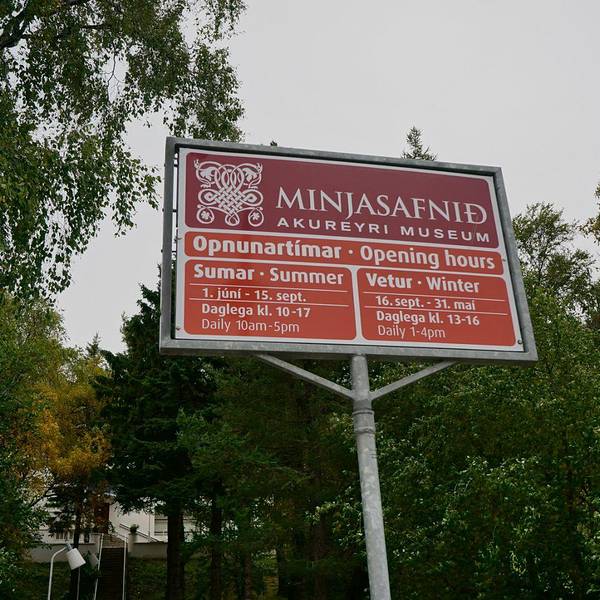 MINJASAFNIÐ
AKUREYRI MUSEUM
Opnunartímar · Opening hours
Sumar · Summer
1. júní - 15. sept.
Daglega kl. 10-17
Daily 10am-5pm
Vetur · Winter
16. sept. - 31. maí
Daglega kl. 13-16
Daily 1-4pm